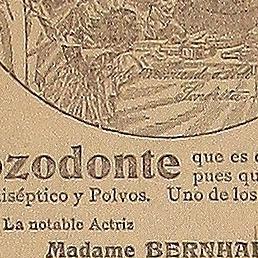 ozodonte que es e
pues qu
iséptico y Polvos. Uno de los
La notable Actriz
Madame BERNHA